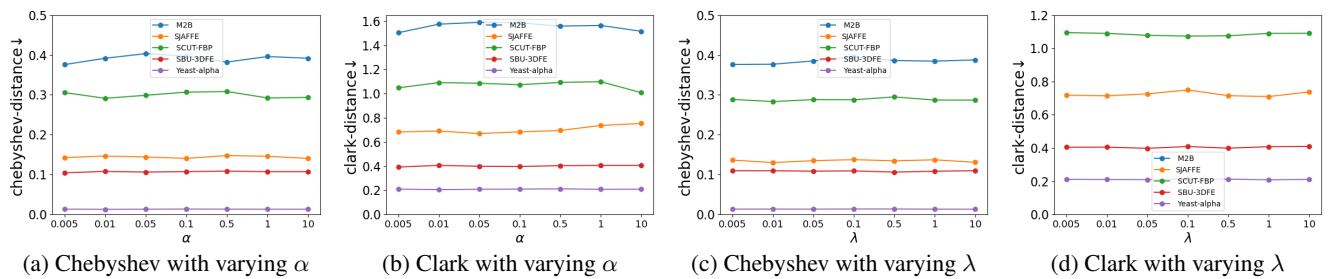 0.5
0.4
0.3
0.2
0.1
0.0
chebyshev-distance↓
M2B
SJAFFE
SCUT-FBP
SBU-3DFE
Yeast-alpha
0.005 0.01 0.05 0.1 0.5 1 10
α
(a) Chebyshev with varying α
1.6
1.4
1.2
1.0
0.8
0.6
0.4
0.2
0.0
clark-distance↓
M2B
SJAFFE
SCUT-FBP
SBU-3DFE
Yeast-alpha
0.005 0.01 0.05 0.1 0.5 1 10
α
(b) Clark with varying α
0.5
0.4
0.3
0.2
0.1
0.0
chebyshev-distance↓
M2B
SJAFFE
SCUT-FBP
SBU-3DFE
Yeast-alpha
0.005 0.01 0.05 0.1 0.5 1 10
λ
(c) Chebyshev with varying λ
1.2
1.0
0.8
0.6
0.4
0.2
0.0
clark-distance↓
M2B
SJAFFE
SCUT-FBP
SBU-3DFE
Yeast-alpha
0.005 0.01 0.05 0.1 0.5 1 10
λ
(d) Clark with varying λ